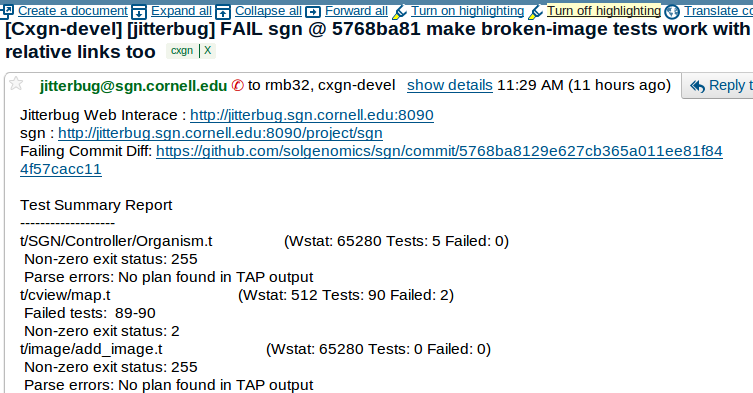 Create a document Expand all Collapse all Forward all Turn on highlighting Turn off highlighting Translate co
[Cxgn-devel] [jitterbug] FAIL sgn @ 5768ba81 make broken-image tests work with
relative links too cxgn | X
jitterbug@sgn.cornell.edu to rmb32, cxgn-devel show details 11:29 AM (11 hours ago) Reply t
Jitterbug Web Interace : http://jitterbug.sgn.cornell.edu:8090
sgn : http://jitterbug.sgn.cornell.edu:8090/project/sgn
Failing Commit Diff: https://github.com/solgenomics/sgn/commit/5768ba8129e627cb365a011ee81f84
4f57cacc11
Test Summary Report
-------------------
t/SGN/Controller/Organism.t (Wstat: 65280 Tests: 5 Failed: 0)
Non-zero exit status: 255
Parse errors: No plan found in TAP output
t/cview/map.t (Wstat: 512 Tests: 90 Failed: 2)
Failed tests: 89-90
Non-zero exit status: 2
t/image/add_image.t (Wstat: 65280 Tests: 0 Failed: 0)
Non-zero exit status: 255
Parse errors: No plan found in TAP output